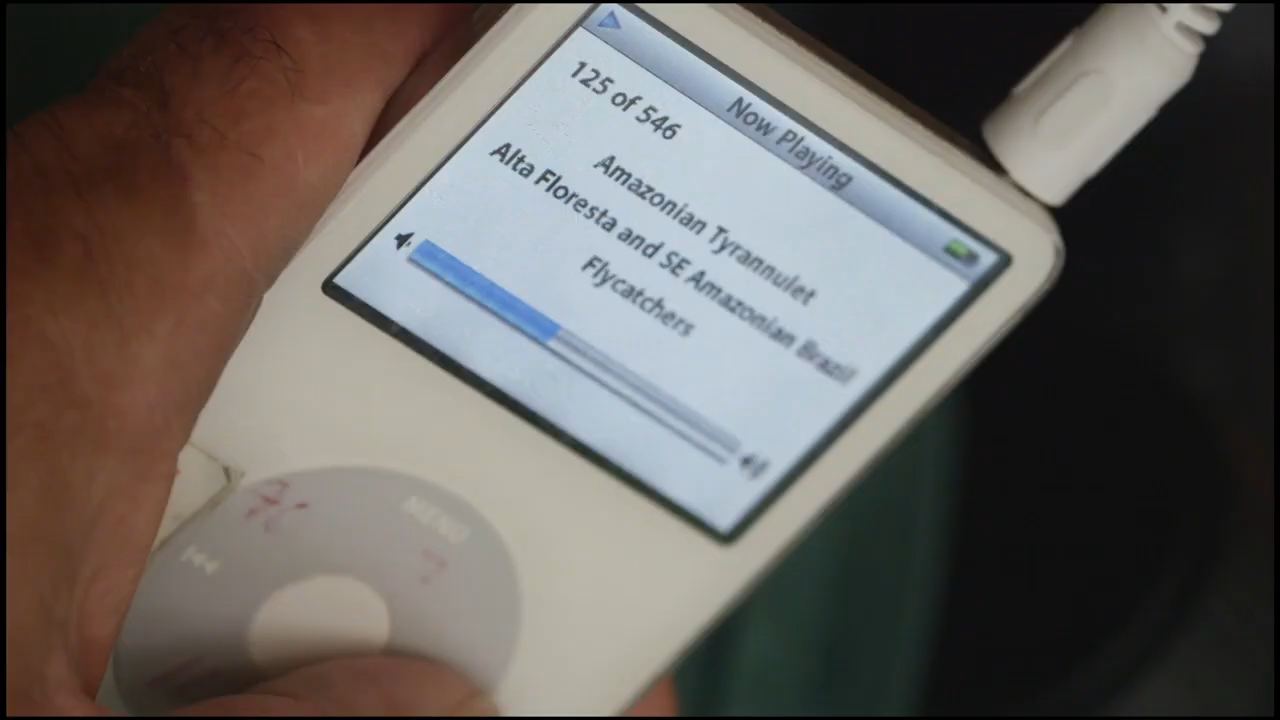 Now Playing
125 of 546
Amazonian Tyrannulet
Alta Floresta and SE Amazonian Brazil
Flycatchers
MENU